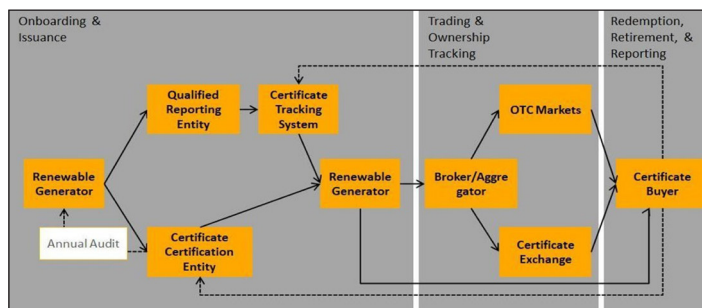 Onboarding &
Issuance
Trading &
Ownership
Tracking
Redemption,
Retirement, &
Reporting
Qualified
Reporting
Entity
Certificate
Tracking
System
OTC Markets
Renewable
Generator
Renewable
Generator
Broker/Aggre
gator
Certificate
Buyer
Annual Audit
Certificate
Certification
Entity
Certificate
Exchange